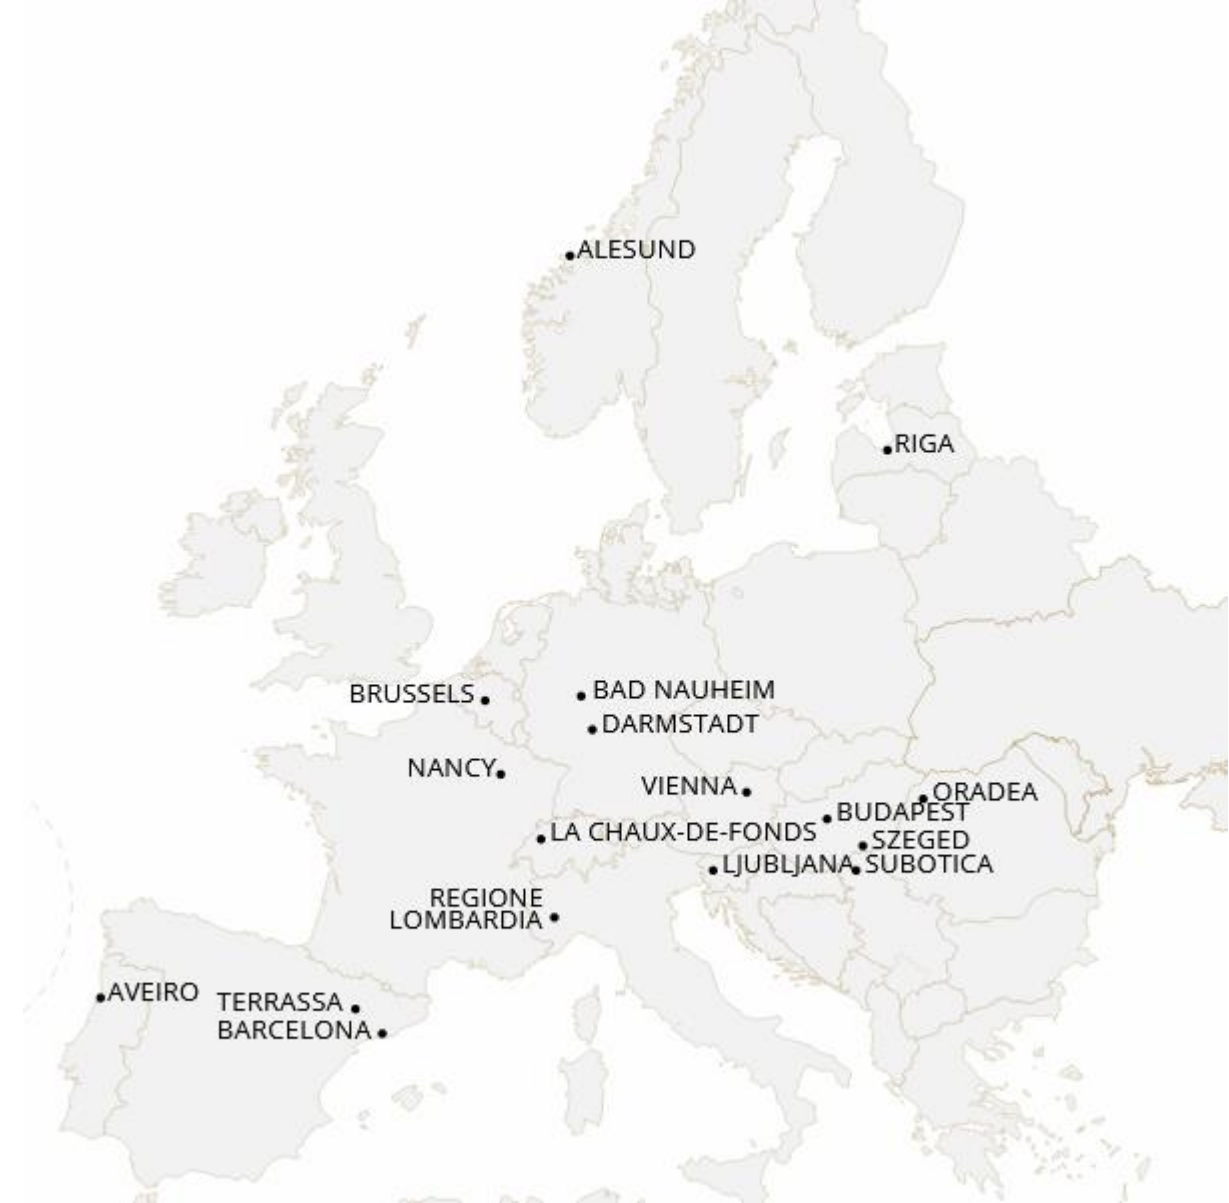 ALESUND
RIGA
BRUSSELS
BAD NAUHEIM
DARMSTADT
NANCY
VIENNA
ORADEA
BUDAPEST
LA CHAUX-DE-FONDS
SZEGED
LJUBLJANA
SUBOTICA
REGIONE
LOMBARDIA
AVEIRO
TERRASSA
BARCELONA